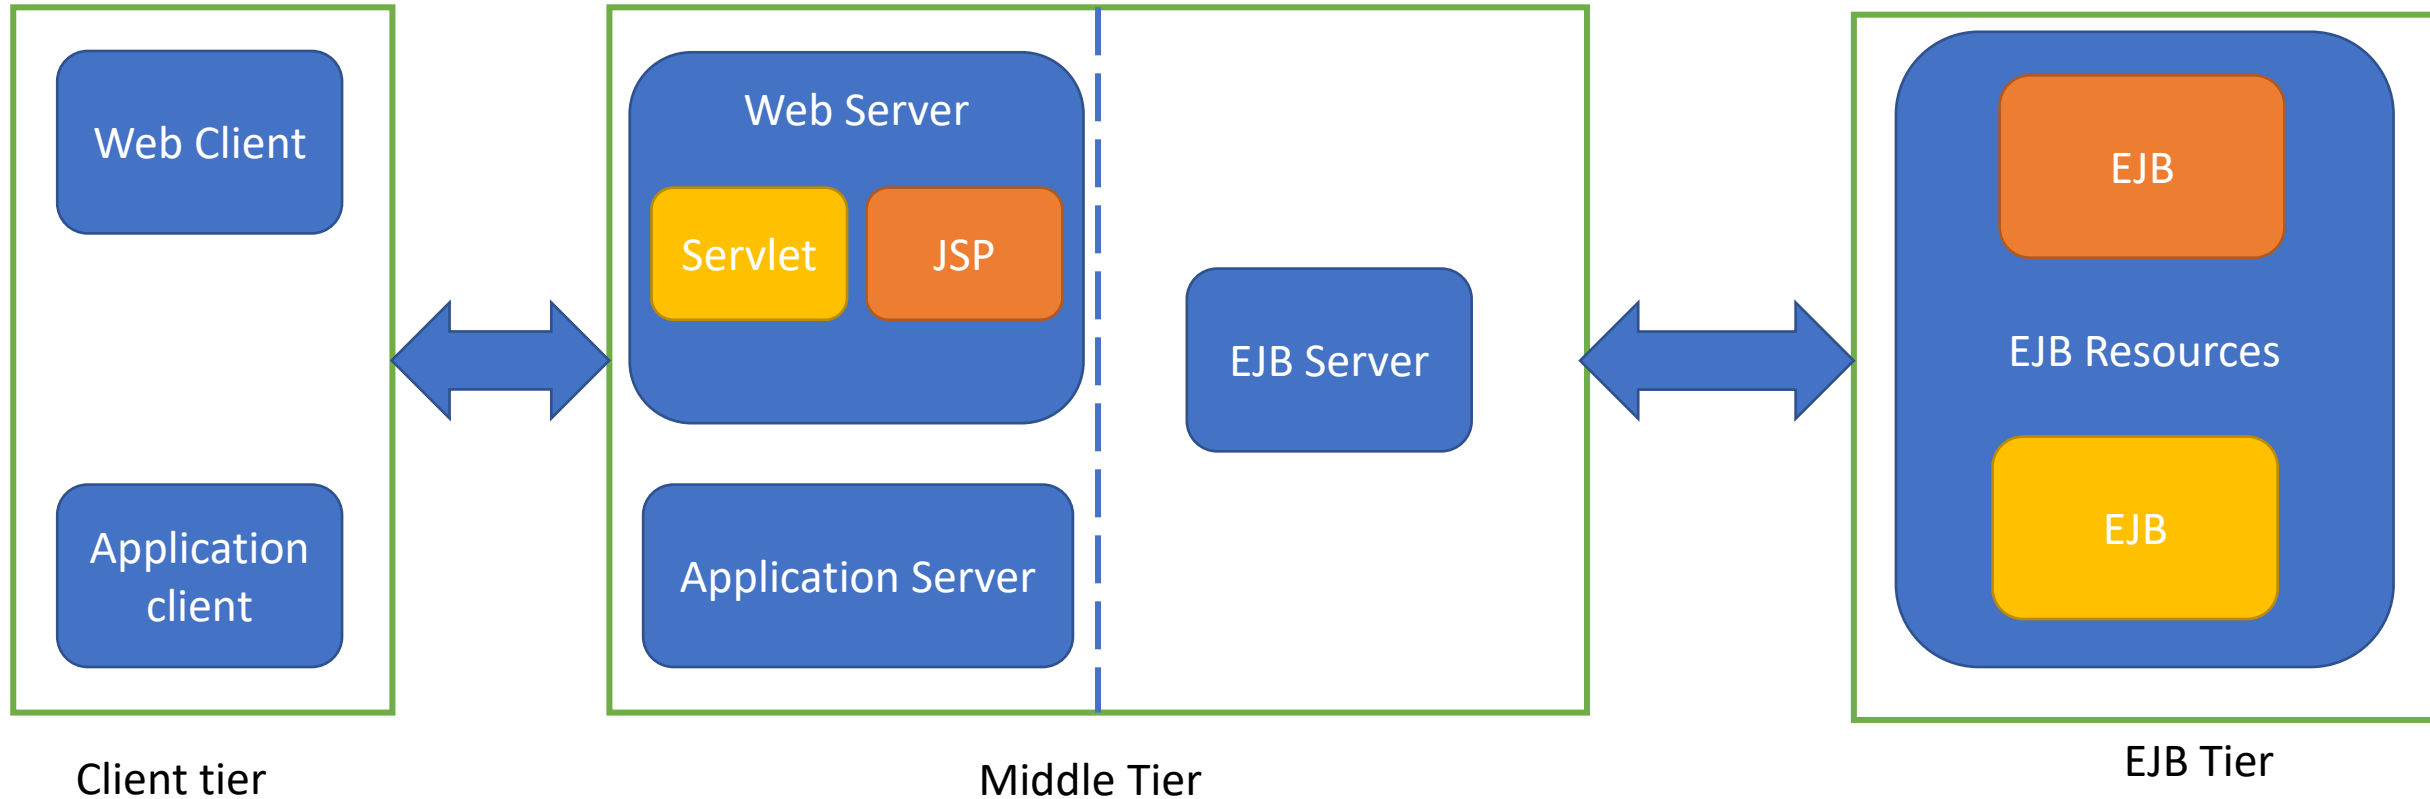 Web Client
Application
client
Client tier
Web Server
Servlet
JSP
Application Server
EJB Server
Middle Tier
EJB
EJB Resources
EJB
EJB Tier